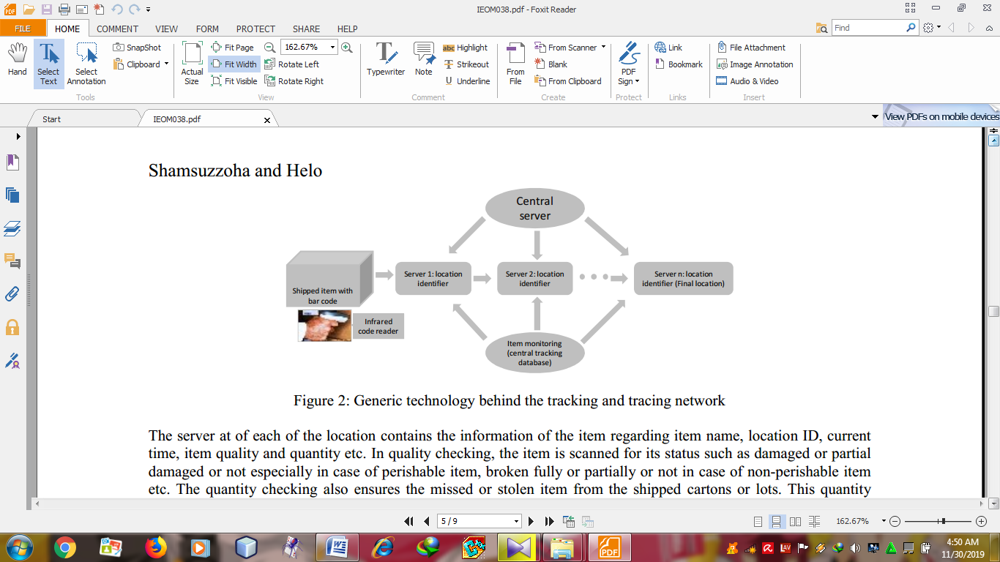 IEOM038.pdf - Foxit Reader
FILE HOME COMMENT VIEW FORM PROTECT SHARE HELP
Find
Hand
Select Text
Select Annotation
SnapShot
Clipboard
Tools
Actual Size
Fit Page
Fit Width
Fit Visible
162.67%
Rotate Left
Rotate Right
View
Typewriter
Note
abc Highlight
T Strikeout
U Underline
Comment
From File
From Scanner
Blank
From Clipboard
Create
PDF Sign
Protect
Link
Bookmark
Links
File Attachment
Image Annotation
Audio & Video
Insert
Start
IEOM038.pdf
View PDFs on mobile devices
Shamsuzzoha and Helo
Central
server
Shipped item with
bar code
Server 1: location
identifier
Server 2: location
identifier
Server n: location
identifier (Final location)
Infrared
code reader
Item monitoring
(central tracking
database)
Figure 2: Generic technology behind the tracking and tracing network
The server at of each of the location contains the information of the item regarding item name, location ID, current
time, item quality and quantity etc. In quality checking, the item is scanned for its status such as damaged or partial
damaged or not especially in case of perishable item, broken fully or partially or not in case of non-perishable item
etc. The quantity checking also ensures the missed or stolen item from the shipped cartons or lots. This quantity
5 / 9
162.67%
PDF
4:50 AM
11/30/2019